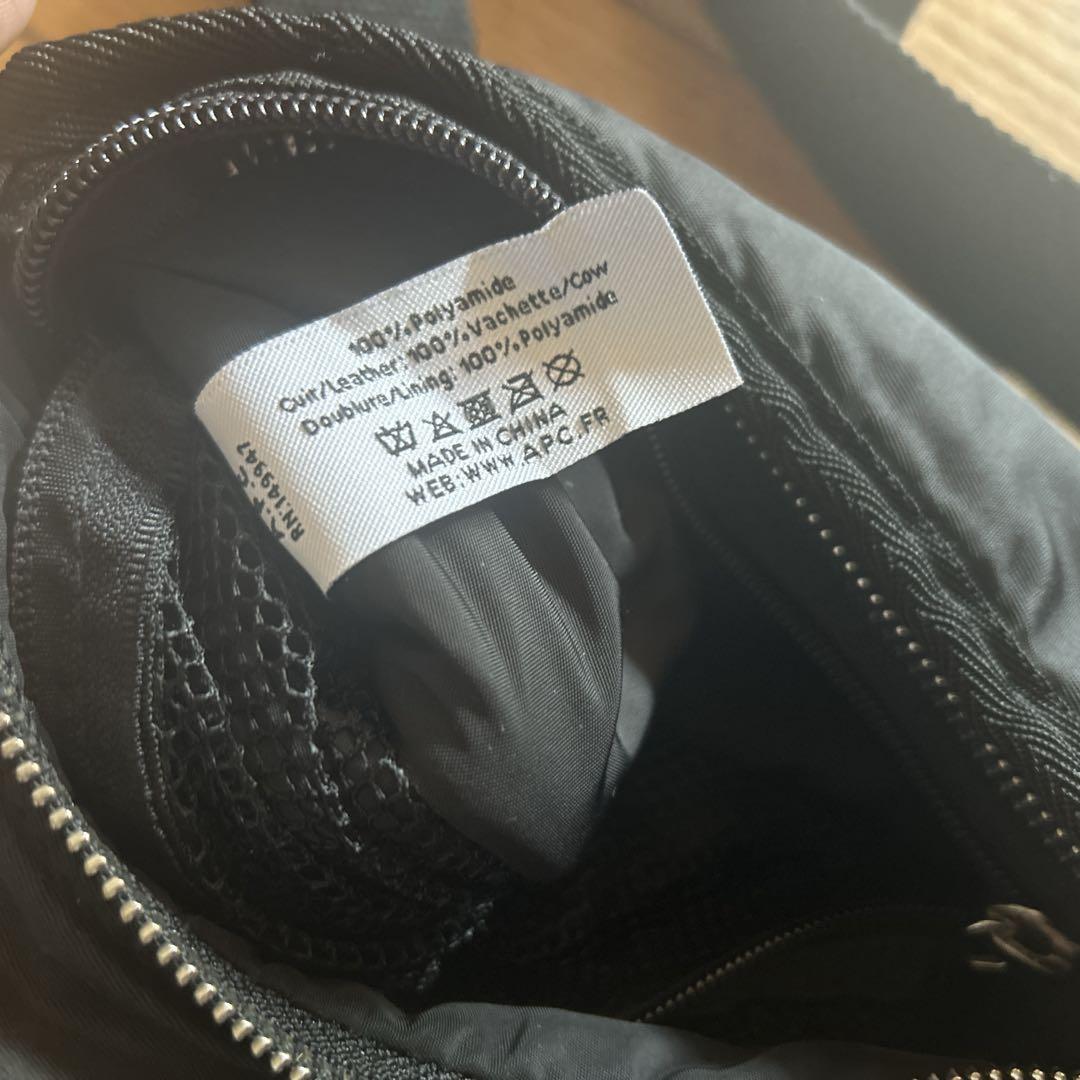 100% Polyamide
Cuir/Leather: 100% Vachette/Cow
Doublure/Lining: 100% Polyamide
MADE IN CHINA
WEB: WWW.APC.FR
A.P.C.
RN:149947